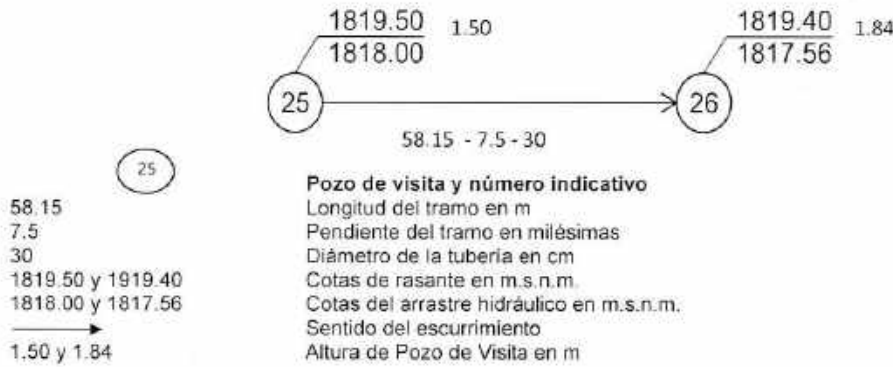 1819.50 1.50 1819.40 1.84
1818.00 1817.56
25 26
58.15 - 7.5 - 30
25 Pozo de visita y número indicativo
58.15 Longitud del tramo en m
7.5 Pendiente del tramo en milésimas
30 Diámetro de la tubería en cm
1819.50 y 1919.40 Cotas de rasante en m.s.n.m.
1818.00 y 1817.56 Cotas del arrastre hidráulico en m.s.n.m.
Sentido del escurrimiento
1.50 y 1.84 Altura de Pozo de Visita en m